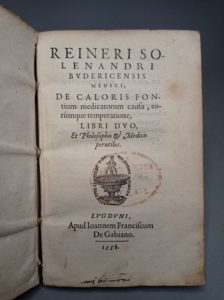 REINERI SO-
LENANDRI
BVDERICENSIS
MEDICI,
DE CALORIS FON-
tium medicatorum causa, eo-
rúmque temperatione,
LIBRI DVO,
Et Philosophis & Medicis
perutiles.
LVGDVNI,
Apud Ioannem Franciscum
De Gabiano.
1558.